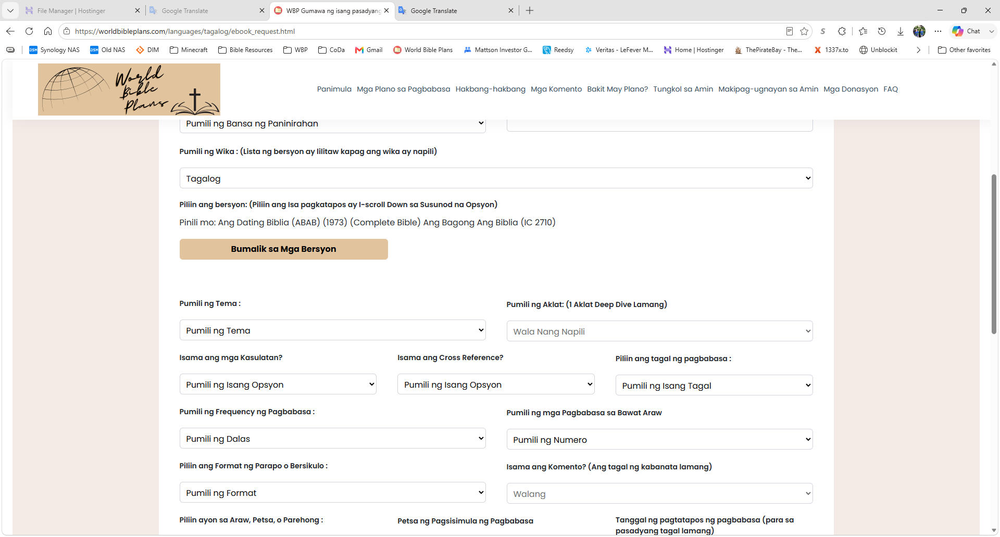 File Manager | Hostinger
Google Translate
WBP Gumawa ng isang pasadyang
Google Translate
https://worldbibleplans.com/languages/tagalog/ebook_request.html
Chat
Synology NAS
Old NAS
DIM
Minecraft
Bible Resources
WBP
CoDa
Gmail
World Bible Plans
Mattson Investor G...
Reedsy
Veritas - LeFever M...
Home | Hostinger
ThePirateBay - The...
1337x.to
Unblockit
Other favorites
World
Bible
Plans
Panimula Mga Plano sa Pagbabasa Hakbang-hakbang Mga Komento Bakit May Plano? Tungkol sa Amin Makipag-ugnayan sa Amin Mga Donasyon FAQ
Pumili ng Bansa ng Paninirahan
Pumili ng Wika : (Lista ng bersyon ay lilitaw kapag ang wika ay napili)
Tagalog
Piliin ang bersyon: (Piliin ang Isa pagkatapos ay I-scroll Down sa Susunod na Opsyon)
Pinili mo: Ang Dating Biblia (ABAB) (1973) (Complete Bible) Ang Bagong Ang Biblia (IC 2710)
Bumalik sa Mga Bersyon
Pumili ng Tema :
Pumili ng Aklat: (1 Aklat Deep Dive Lamang)
Pumili ng Tema
Wala Nang Napili
Isama ang mga Kasulatan?
Isama ang Cross Reference?
Piliin ang tagal ng pagbabasa :
Pumili ng Isang Opsyon
Pumili ng Isang Opsyon
Pumili ng Isang Tagal
Pumili ng Frequency ng Pagbabasa :
Pumili ng mga Pagbabasa sa Bawat Araw
Pumili ng Dalas
Pumili ng Numero
Piliin ang Format ng Parapo o Bersikulo :
Isama ang Komento? (Ang tagal ng kabanata lamang)
Pumili ng Format
Walang
Piliin ayon sa Araw, Petsa, o Parehong :
Petsa ng Pagsisimula ng Pagbabasa
Tanggal ng pagtatapos ng pagbabasa (para sa
pasadyang tagal lamang)